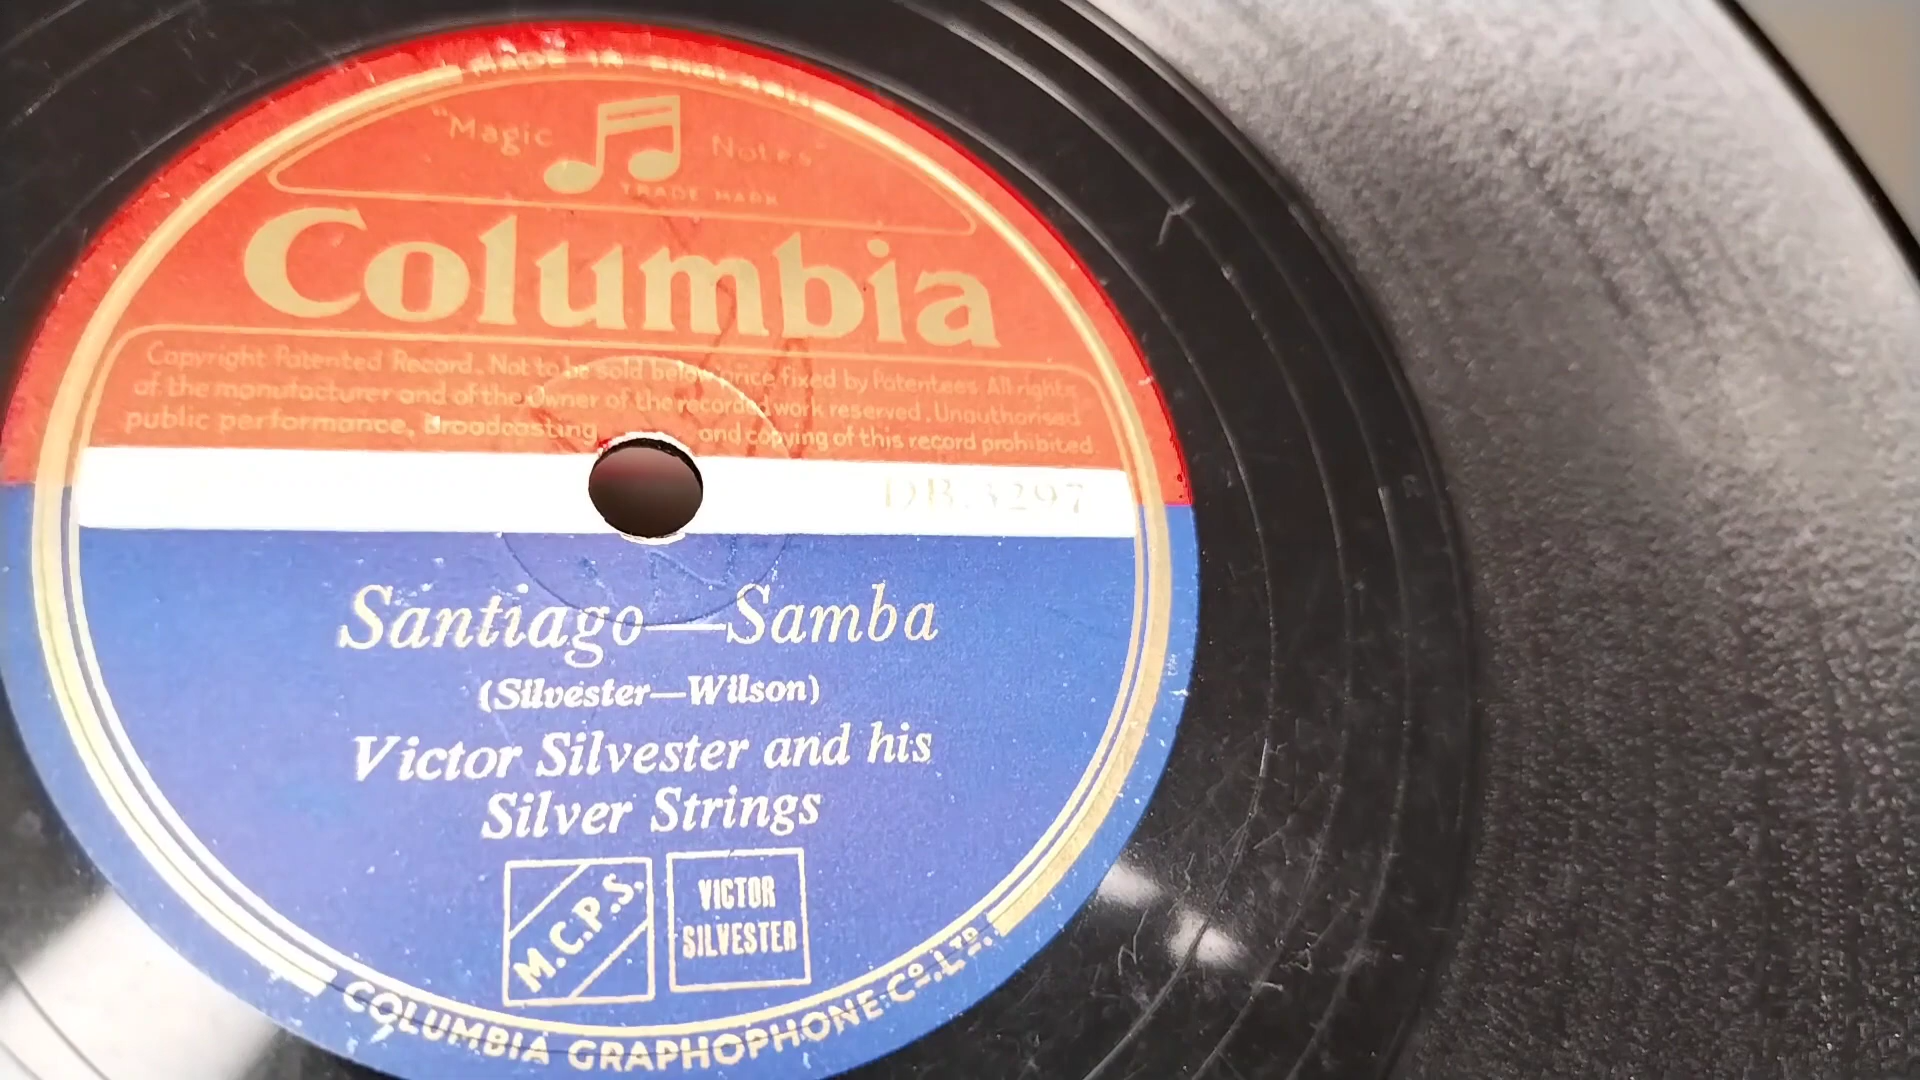 MADE IN ENGLAND
"Magic Notes"
TRADE MARK
Columbia
Copyright Patented Record. Not to be sold below price fixed by Patentees. All rights
of the manufacturer and of the Owner of the recorded work reserved. Unauthorised
public performance, Broadcasting and copying of this record prohibited
DB.3297
Santiago—Samba
(Silvester—Wilson)
Victor Silvester and his
Silver Strings
M.C.P.S.
VICTOR
SILVESTER
COLUMBIA GRAPHOPHONE Co. LTD.